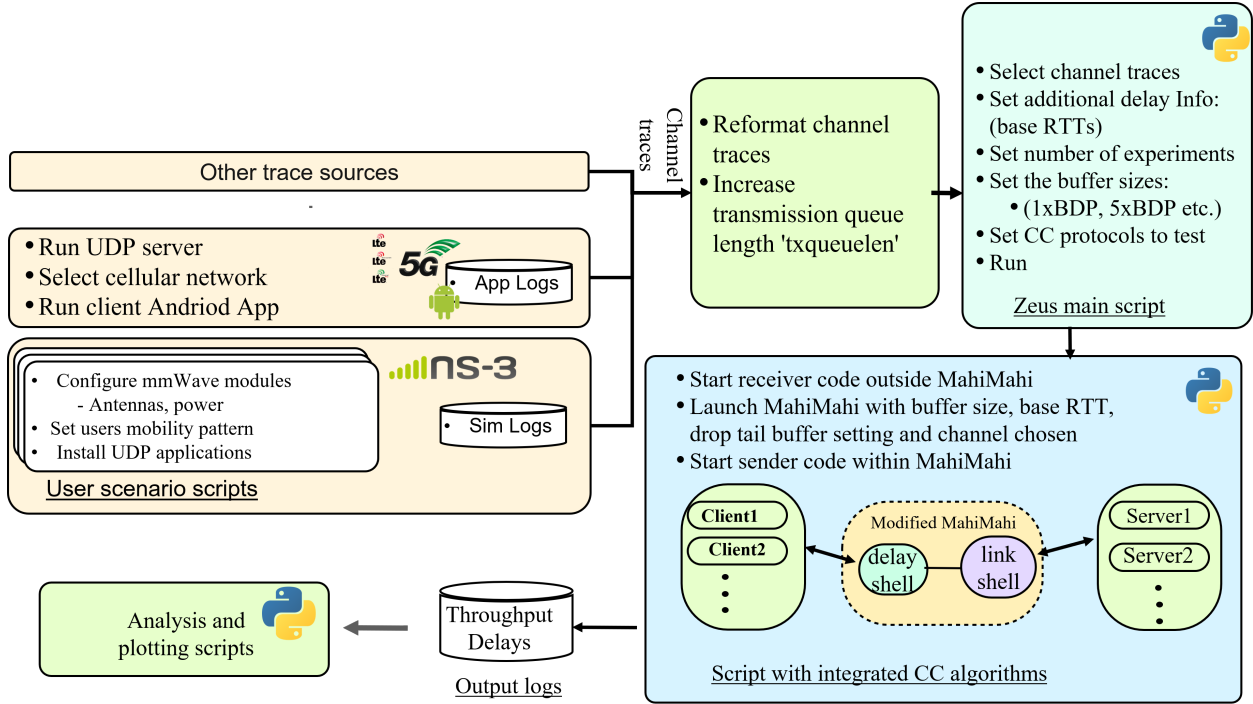 Other trace sources
-
• Run UDP server
• Select cellular network
• Run client Andriod App
lte
lte
lte
5G
• App Logs
• Configure mmWave modules
- Antennas, power
• Set users mobility pattern
• Install UDP applications
User scenario scripts
ns-3
• Sim Logs
Channel
traces
• Reformat channel
traces
• Increase
transmission queue
length 'txqueuelen'
• Select channel traces
• Set additional delay Info:
(base RTTs)
• Set number of experiments
• Set the buffer sizes:
• (1xBDP, 5xBDP etc.)
• Set CC protocols to test
• Run
Zeus main script
• Start receiver code outside MahiMahi
• Launch MahiMahi with buffer size, base RTT,
drop tail buffer setting and channel chosen
• Start sender code within MahiMahi
Client1
Client2
Modified MahiMahi
delay
shell
link
shell
Server1
Server2
Script with integrated CC algorithms
Throughput
Delays
Output logs
Analysis and
plotting scripts